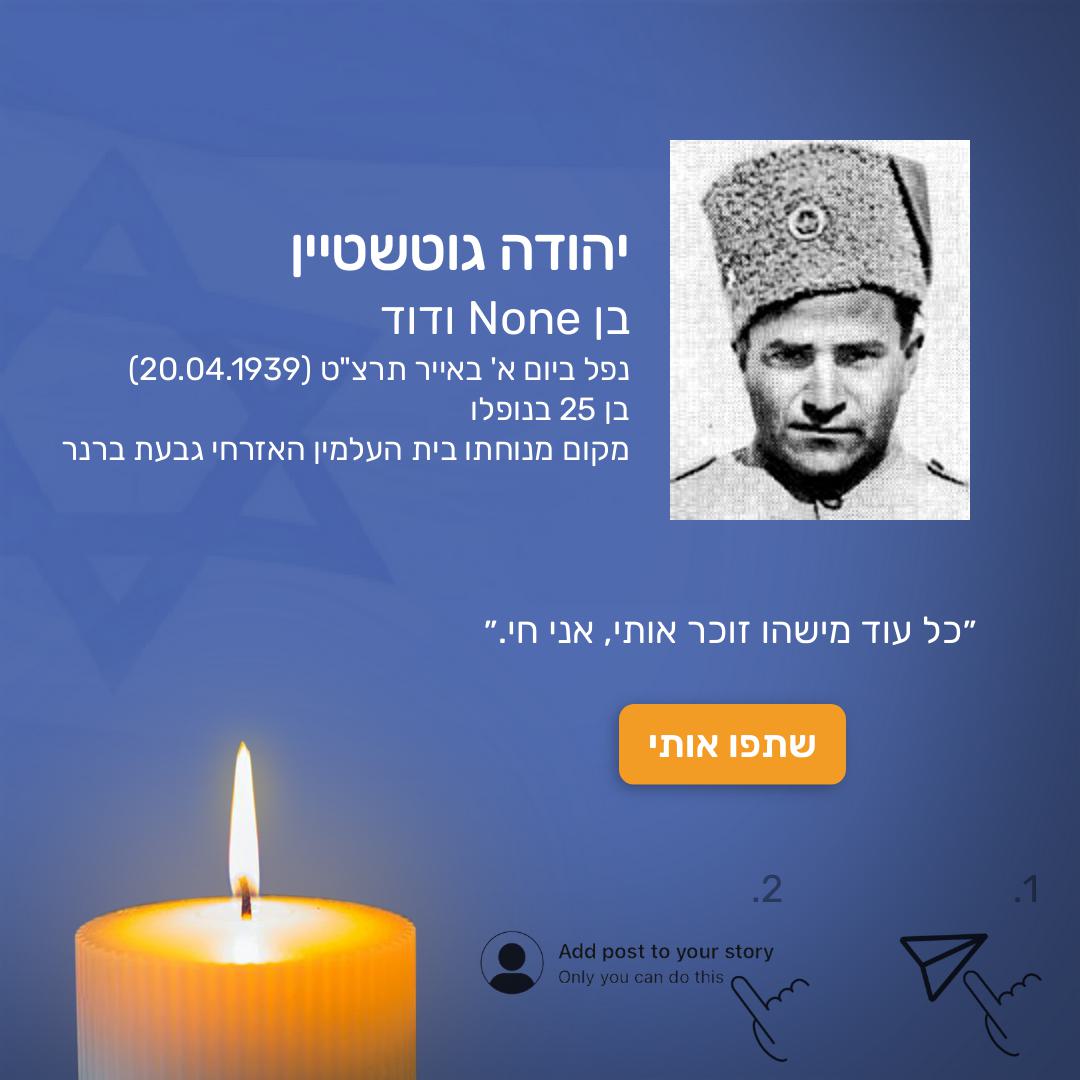 יהודה גוטשטיין
בן None ודוד
נפל ביום א' באייר תרצ"ט (20.04.1939)
בן 25 בנופלו
מקום מנוחתו בית העלמין האזרחי גבעת ברנר
״כל עוד מישהו זוכר אותי, אני חי.״
שתפו אותי
1.
2.
Add post to your story
Only you can do this